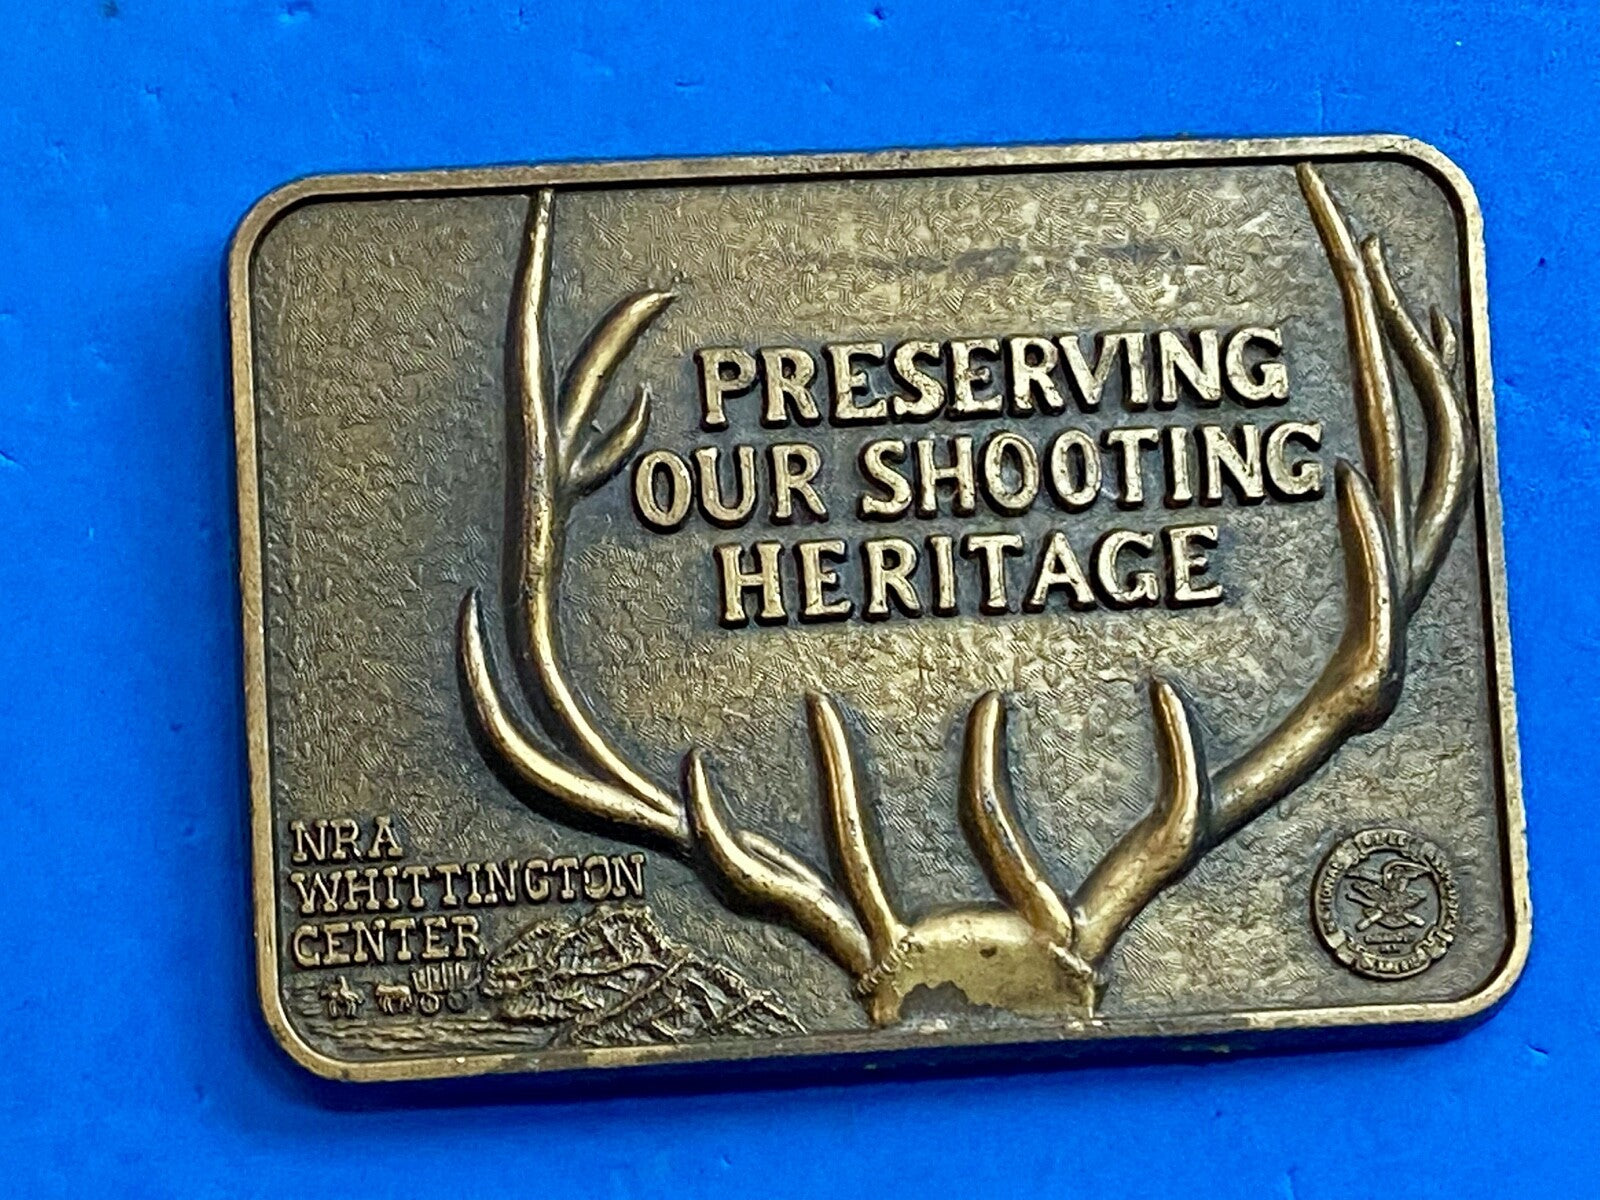 PRESERVING
OUR SHOOTING
HERITAGE
NRA
WHITTINGTON
CENTER